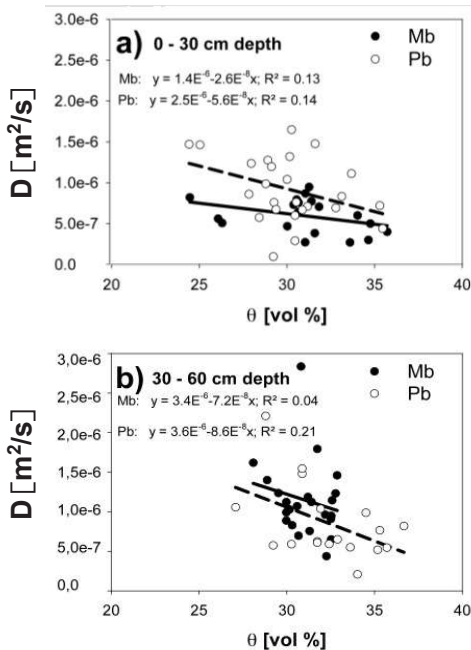 a) 0 - 30 cm depth
Mb
Pb
Mb: y = 1.4E⁻⁶-2.6E⁻⁸x; R² = 0.13
Pb: y = 2.5E⁻⁶-5.6E⁻⁸x; R² = 0.14
3.0e-6
2.5e-6
2.0e-6
1.5e-6
1.0e-6
5.0e-7
0.0
D [m²/s]
20 25 30 35 40
θ [vol %]
b) 30 - 60 cm depth
Mb
Pb
Mb: y = 3.4E⁻⁶-7.2E⁻⁸x; R² = 0.04
Pb: y = 3.6E⁻⁶-8.6E⁻⁸x; R² = 0.21
3,0e-6
2,5e-6
2,0e-6
1,5e-6
1,0e-6
5,0e-7
0,0
D [m²/s]
20 25 30 35 40
θ [vol %]